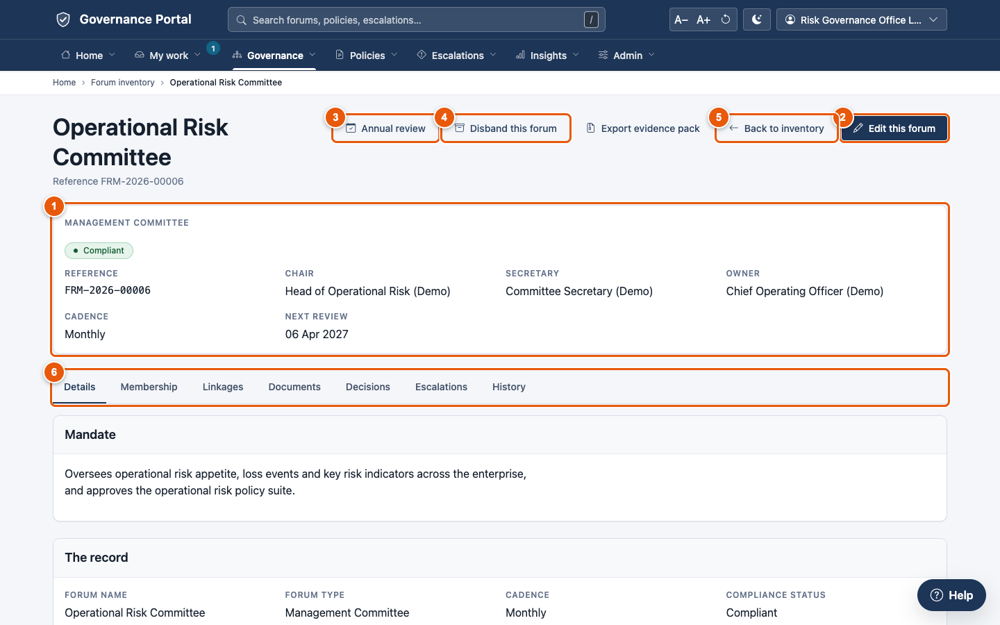 Governance Portal
Search forums, policies, escalations...
/
A−
A+
Risk Governance Office L...
Home
My work
1
Governance
Policies
Escalations
Insights
Admin
Home › Forum inventory › Operational Risk Committee
Operational Risk
Committee
Reference FRM-2026-00006
3
Annual review
4
Disband this forum
Export evidence pack
5
Back to inventory
2
Edit this forum
1
MANAGEMENT COMMITTEE
Compliant
REFERENCE
FRM-2026-00006
CHAIR
Head of Operational Risk (Demo)
SECRETARY
Committee Secretary (Demo)
OWNER
Chief Operating Officer (Demo)
CADENCE
Monthly
NEXT REVIEW
06 Apr 2027
6
Details
Membership
Linkages
Documents
Decisions
Escalations
History
Mandate
Oversees operational risk appetite, loss events and key risk indicators across the enterprise,
and approves the operational risk policy suite.
The record
FORUM NAME
Operational Risk Committee
FORUM TYPE
Management Committee
CADENCE
Monthly
COMPLIANCE STATUS
Compliant
? Help